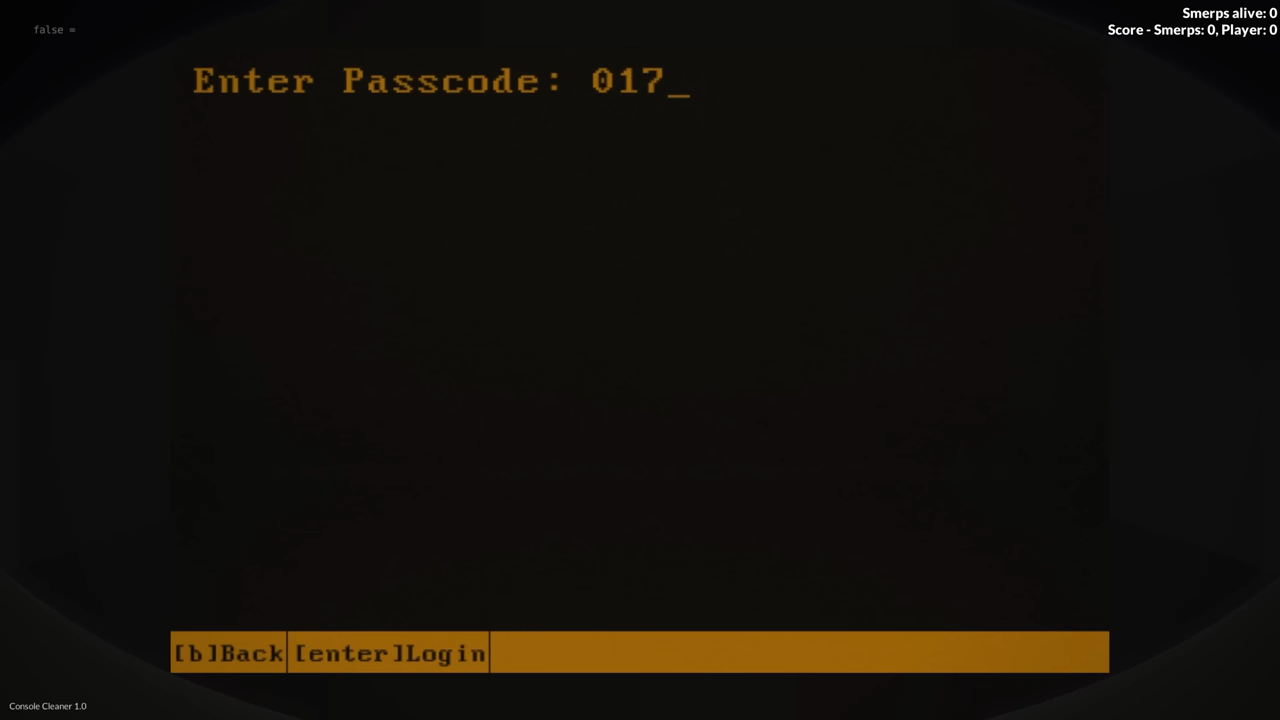 false =
Smerps alive: 0
Score - Smerps: 0, Player: 0
Enter Passcode: 017_
[b]Back [enter]Login
Console Cleaner 1.0